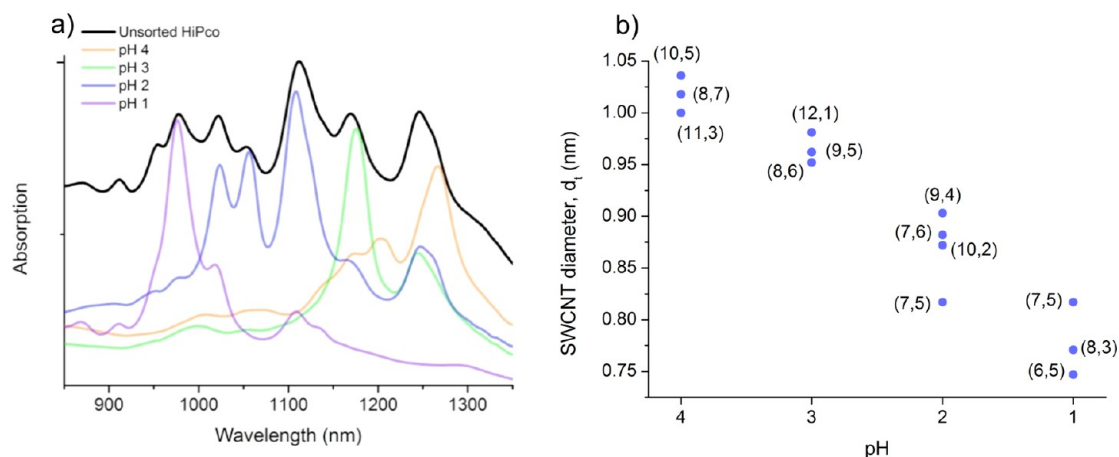 a)
Unsorted HiPco
pH 4
pH 3
pH 2
pH 1
Absorption
900 1000 1100 1200 1300
Wavelength (nm)
b)
SWCNT diameter, dt (nm)
1.05
1.00
0.95
0.90
0.85
0.80
0.75
(10,5)
(8,7)
(11,3)
(12,1)
(9,5)
(8,6)
(9,4)
(7,6)
(10,2)
(7,5)
(7,5)
(8,3)
(6,5)
4 3 2 1
pH